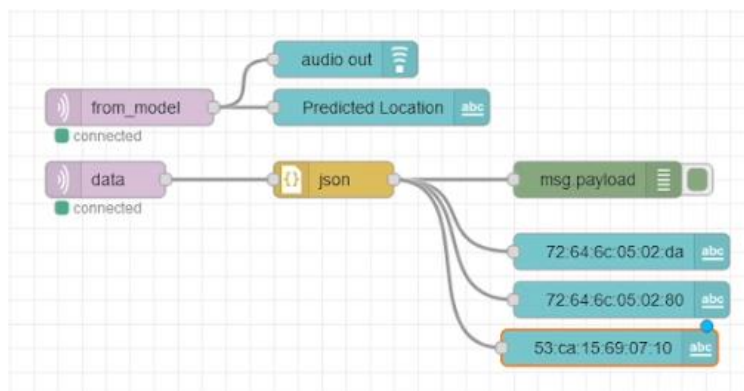 audio out
from_model
Predicted Location
abc
connected
data
{}
json
msg.payload
connected
72:64:6c:05:02:da
abc
72:64:6c:05:02:80
abc
53:ca:15:69:07:10
abc